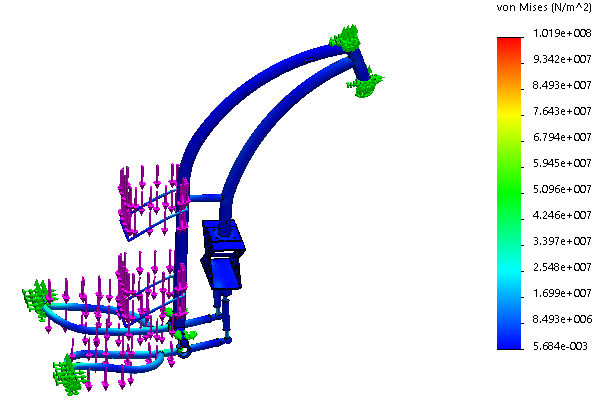 von Mises (N/m^2)
1.019e+008
9.342e+007
8.493e+007
7.643e+007
6.794e+007
5.945e+007
5.096e+007
4.246e+007
3.397e+007
2.548e+007
1.699e+007
8.493e+006
5.684e-003